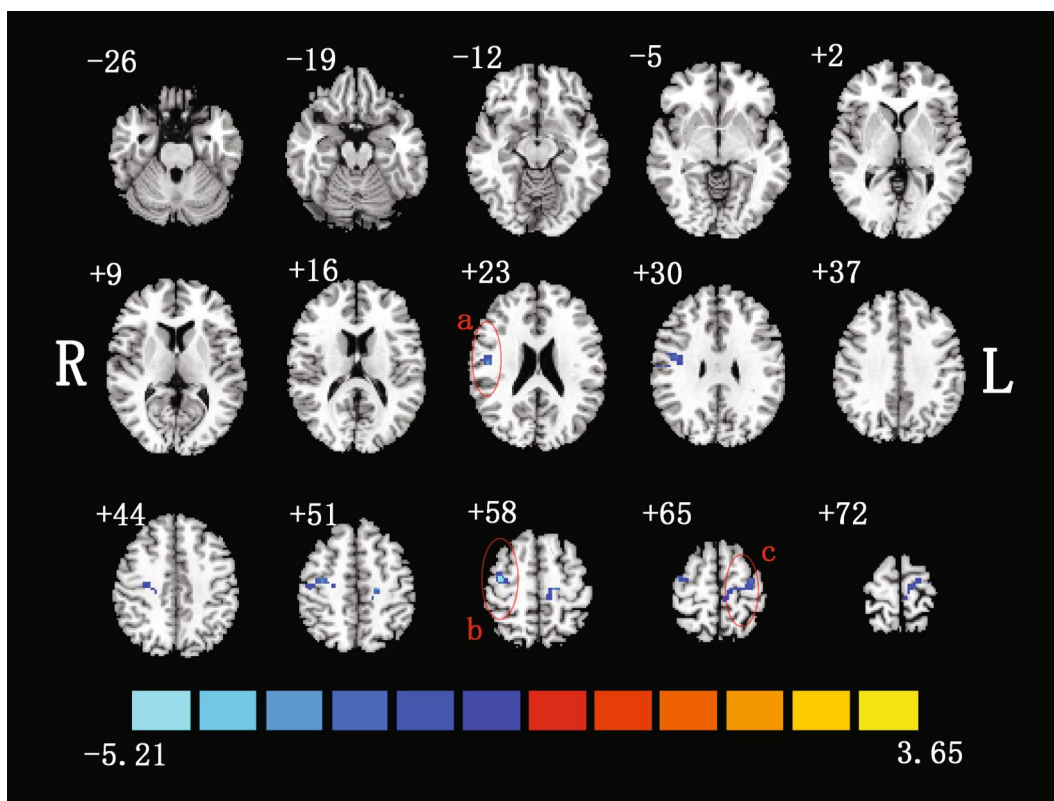 −26 −19 −12 −5 +2
+9 +16 +23 +30 +37
a
R L
+44 +51 +58 +65 +72
c
b
−5.21 3.65